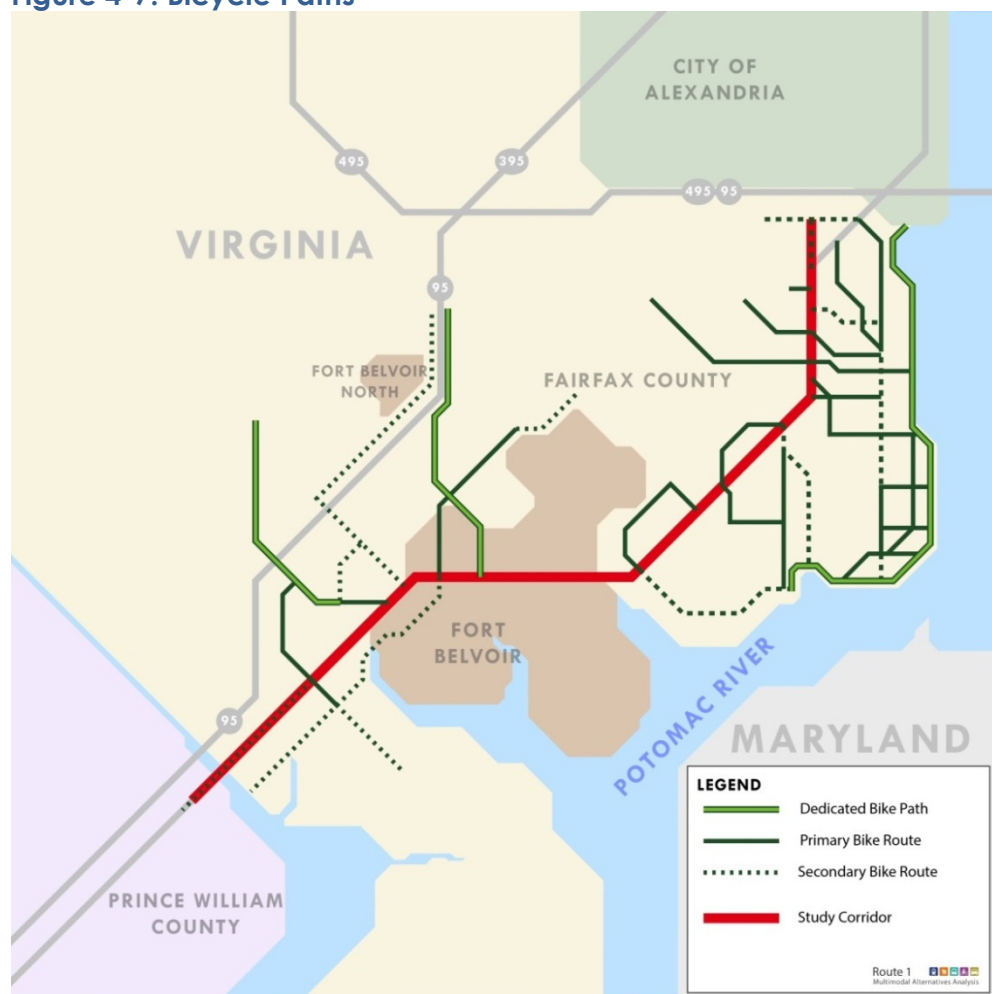 Figure 4-7: Bicycle Paths
CITY OF
ALEXANDRIA
495
395
495
95
VIRGINIA
95
FORT BELVOIR
NORTH
FAIRFAX COUNTY
FORT
BELVOIR
POTOMAC RIVER
95
MARYLAND
PRINCE WILLIAM
COUNTY
LEGEND
Dedicated Bike Path
Primary Bike Route
Secondary Bike Route
Study Corridor
Route 1
Multimodal Alternatives Analysis